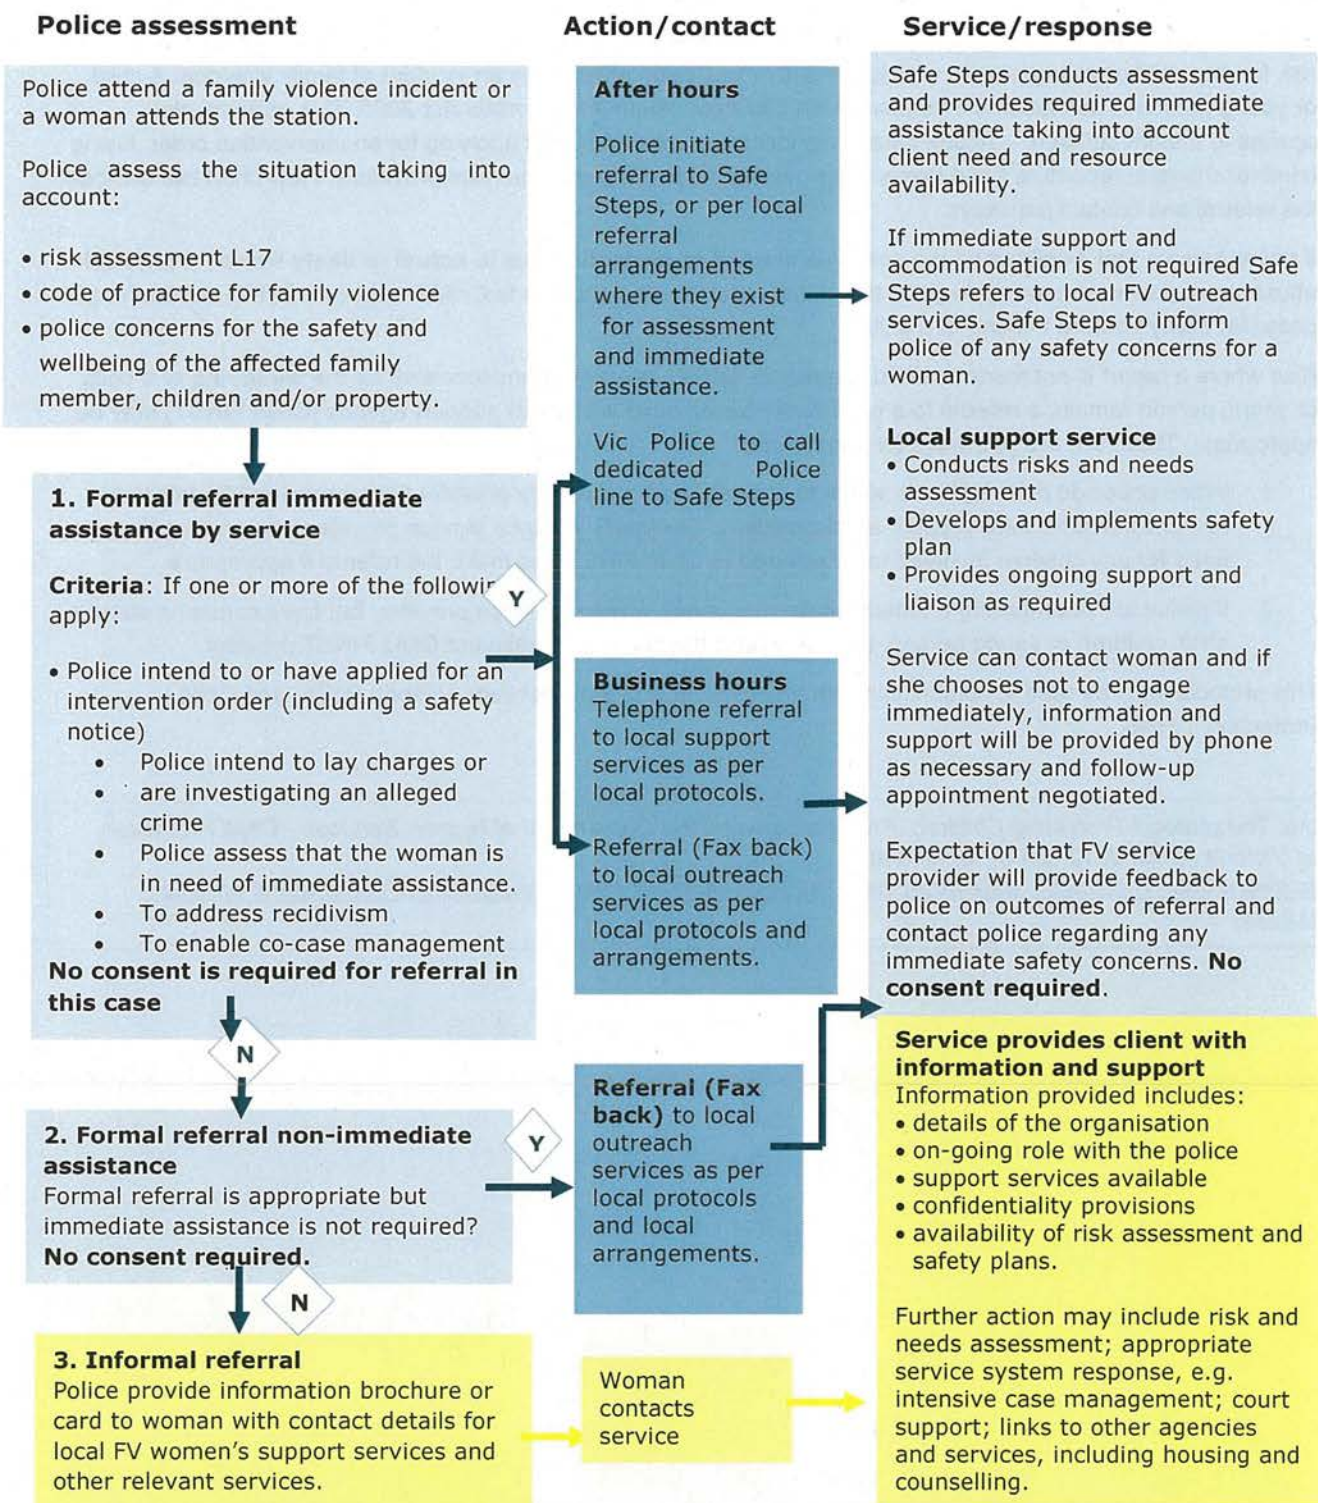 Police assessment
Police attend a family violence incident or
a woman attends the station.
Police assess the situation taking into
account:
• risk assessment L17
• code of practice for family violence
• police concerns for the safety and
wellbeing of the affected family
member, children and/or property.
1. Formal referral immediate
assistance by service
Criteria: If one or more of the following
apply:
• Police intend to or have applied for an
intervention order (including a safety
notice)
• Police intend to lay charges or
• are investigating an alleged
crime
• Police assess that the woman is
in need of immediate assistance.
• To address recidivism
• To enable co-case management
No consent is required for referral in
this case
Y
N
2. Formal referral non-immediate
assistance
Formal referral is appropriate but
immediate assistance is not required?
No consent required.
Y
N
3. Informal referral
Police provide information brochure or
card to woman with contact details for
local FV women's support services and
other relevant services.
Action/contact
After hours
Police initiate
referral to Safe
Steps, or per local
referral
arrangements
where they exist
for assessment
and immediate
assistance.
Vic Police to call
dedicated Police
line to Safe Steps
Business hours
Telephone referral
to local support
services as per
local protocols.
Referral (Fax back)
to local outreach
services as per
local protocols and
arrangements.
Referral (Fax
back) to local
outreach
services as per
local protocols
and local
arrangements.
Woman
contacts
service
Service/response
Safe Steps conducts assessment
and provides required immediate
assistance taking into account
client need and resource
availability.
If immediate support and
accommodation is not required Safe
Steps refers to local FV outreach
services. Safe Steps to inform
police of any safety concerns for a
woman.
Local support service
• Conducts risks and needs
assessment
• Develops and implements safety
plan
• Provides ongoing support and
liaison as required
Service can contact woman and if
she chooses not to engage
immediately, information and
support will be provided by phone
as necessary and follow-up
appointment negotiated.
Expectation that FV service
provider will provide feedback to
police on outcomes of referral and
contact police regarding any
immediate safety concerns. No
consent required.
Service provides client with
information and support
Information provided includes:
• details of the organisation
• on-going role with the police
• support services available
• confidentiality provisions
• availability of risk assessment and
safety plans.
Further action may include risk and
needs assessment; appropriate
service system response, e.g.
intensive case management; court
support; links to other agencies
and services, including housing and
counselling.